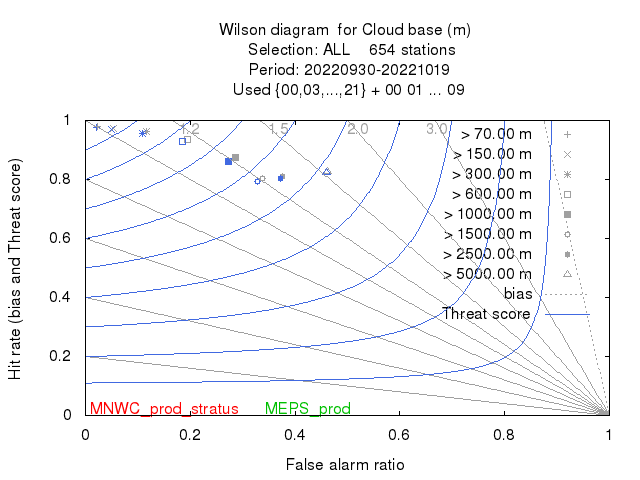 Wilson diagram  for Cloud base (m)
Selection: ALL    654 stations
Period: 20220930-20221019
Used {00,03,...,21} + 00 01 ... 09
Hit rate (bias and Threat score)
1
0.8
0.6
0.4
0.2
0
1.2
1.5
2.0
3.0
> 70.00 m
> 150.00 m
> 300.00 m
> 600.00 m
> 1000.00 m
> 1500.00 m
> 2500.00 m
> 5000.00 m
bias
Threat score
MNWC_prod_stratus    MEPS_prod
0    0.2    0.4    0.6    0.8    1
False alarm ratio